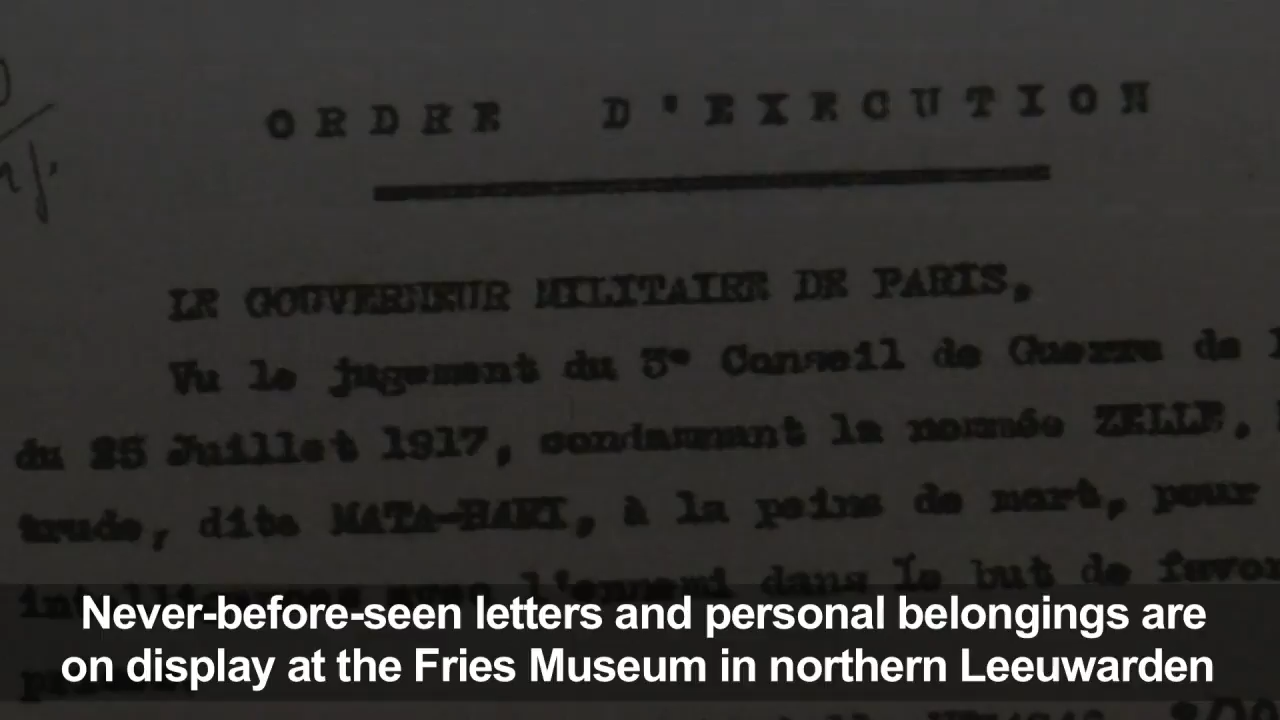 ORDRE D'EXECUTION
LE GOUVERNEUR MILITAIRE DE PARIS,
Vu le jugement du 3e Conseil de Guerre de
du 25 Juillet 1917, condamnant la nommée ZELLE,
trude, dite MATA-HARI, à la peine de mort, pour
l'ennemi dans le but de favor
Never-before-seen letters and personal belongings are
on display at the Fries Museum in northern Leeuwarden